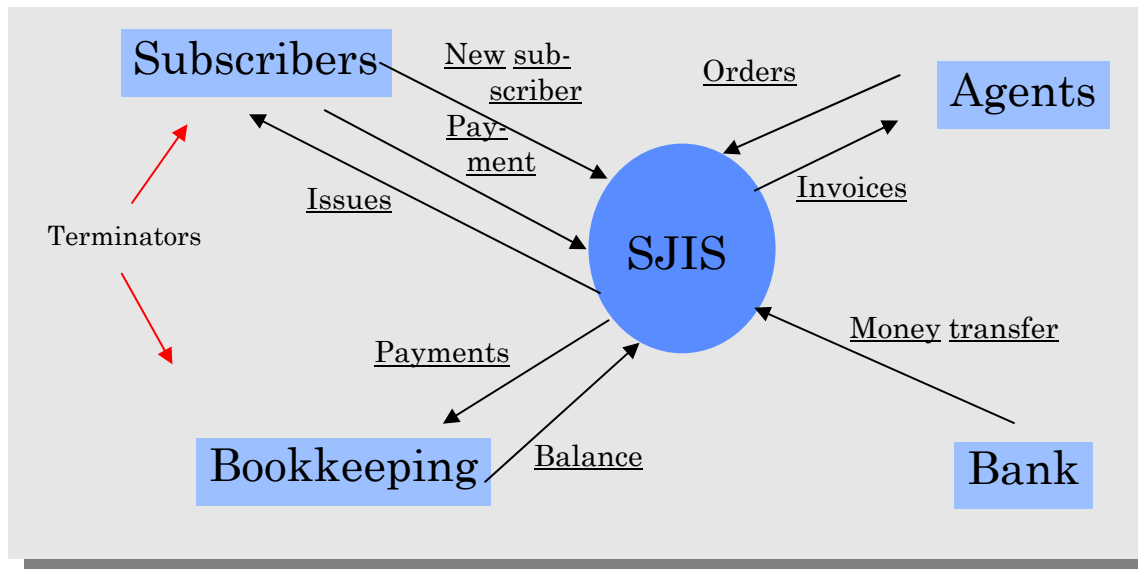 Subscribers
New sub-
scriber
Orders
Agents
Pay-
ment
Issues
Invoices
Terminators
SJIS
Money transfer
Payments
Balance
Bookkeeping
Bank